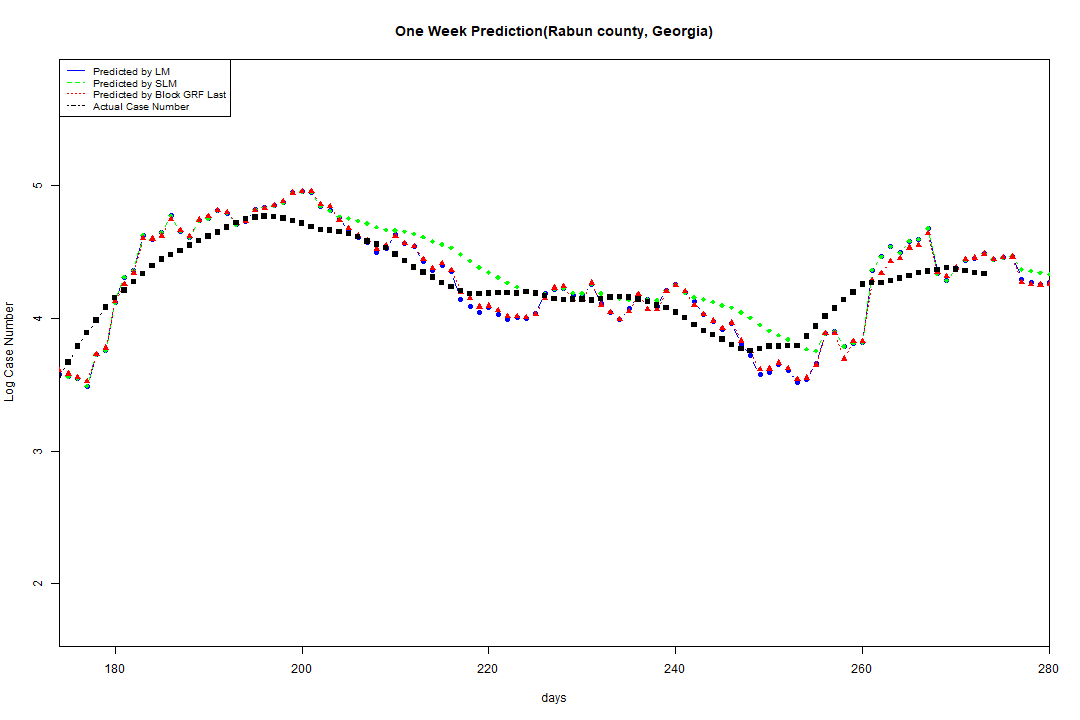 One Week Prediction(Rabun county, Georgia)
Predicted by LM
Predicted by SLM
Predicted by Block GRF Last
Actual Case Number
5
4
3
2
Log Case Number
180 200 220 240 260 280
days